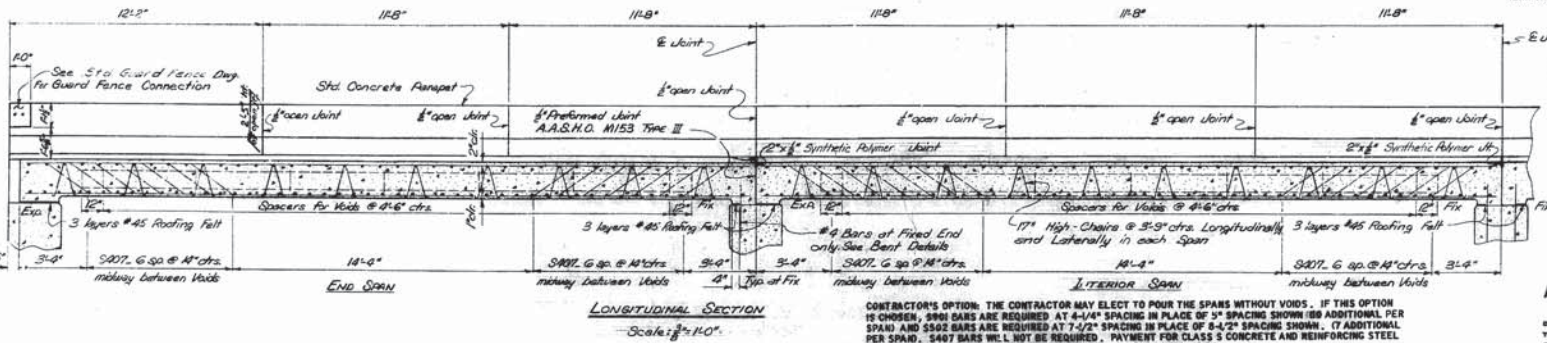 12'-2"
11'-8"
11'-8"
11'-8"
11'-8"
11'-8"
℄ Joint
1'-0"
See Std. Guard Fence Dwg.
For Guard Fence Connection
Std. Concrete Parapet
½" open Joint
½" open Joint
½" open Joint
½" Preformed Joint
A.A.S.H.O. M153 TYPE III
½" open Joint
½" open Joint
½" open Joint
2" clr.
2"x½" Synthetic Polymer Joint
2"x½" Synthetic Polymer Jt.
Exp.
12"
Spacers for Voids @ 4'-6" ctrs.
12"
Fix
Exp.
12"
Spacers for Voids @ 4'-6" ctrs.
12"
Fix
3 layers #45 Roofing Felt
3 layers #45 Roofing Felt
#4 Bars at Fixed End
only. See Bent Details
17" High-Chairs @ 3'-9" ctrs. Longitudinally
and Laterally in each Span
3 layers #45 Roofing Felt
3'-4"
S407_6 sp. @ 14" ctrs.
midway between Voids
14'-4"
S407_6 sp. @ 14" ctrs.
midway between Voids
3'-4"
4"
Typ. at Fix
3'-4"
S407_6 sp. @ 14" ctrs.
midway between Voids
14'-4"
S407_6 sp. @ 14" ctrs.
midway between Voids
3'-4"
END SPAN
INTERIOR SPAN
LONGITUDINAL SECTION
Scale: ⅜"=1'-0"
CONTRACTOR'S OPTION: THE CONTRACTOR MAY ELECT TO POUR THE SPANS WITHOUT VOIDS. IF THIS OPTION
IS CHOSEN, S901 BARS ARE REQUIRED AT 4-1/4" SPACING IN PLACE OF 5" SPACING SHOWN ADDITIONAL PER
SPAN) AND S502 BARS ARE REQUIRED AT 7-1/2" SPACING IN PLACE OF 8-1/2" SPACING SHOWN. (7 ADDITIONAL
PER SPAN). S407 BARS WILL NOT BE REQUIRED. PAYMENT FOR CLASS S CONCRETE AND REINFORCING STEEL